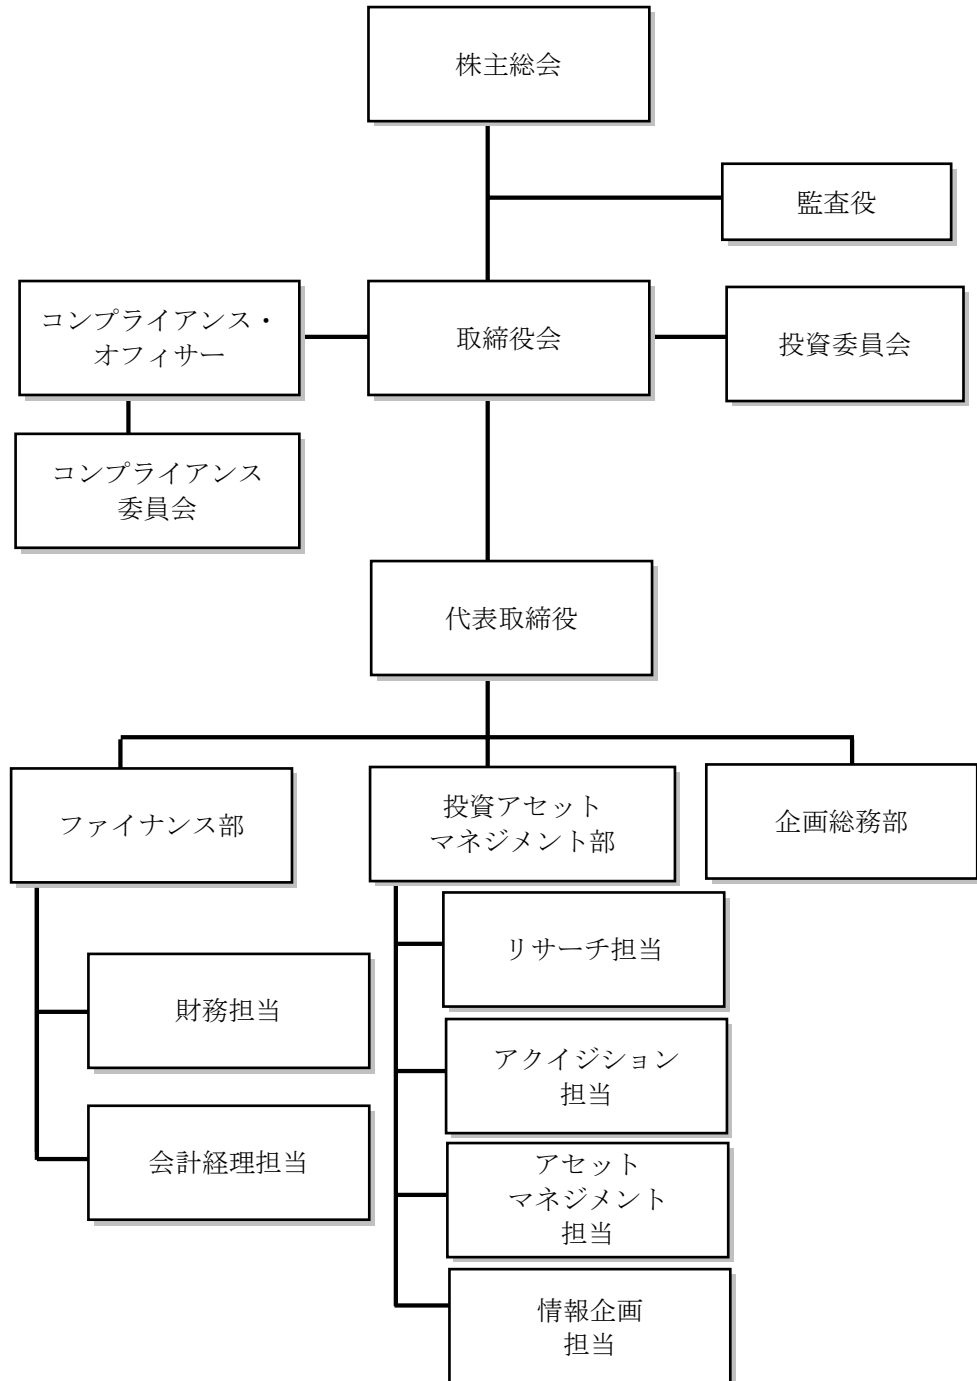 株主総会
監査役
コンプライアンス・
オフィサー
取締役会
投資委員会
コンプライアンス
委員会
代表取締役
ファイナンス部
投資アセット
マネジメント部
企画総務部
財務担当
会計経理担当
リサーチ担当
アクイジション
担当
アセット
マネジメント
担当
情報企画
担当